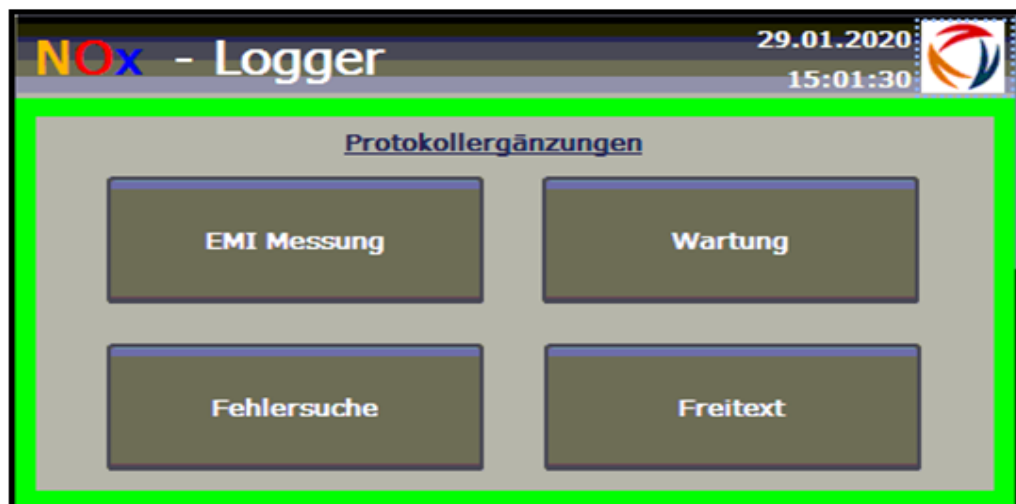 NOx - Logger
29.01.2020
15:01:30
Protokollergänzungen
EMI Messung
Wartung
Fehlersuche
Freitext